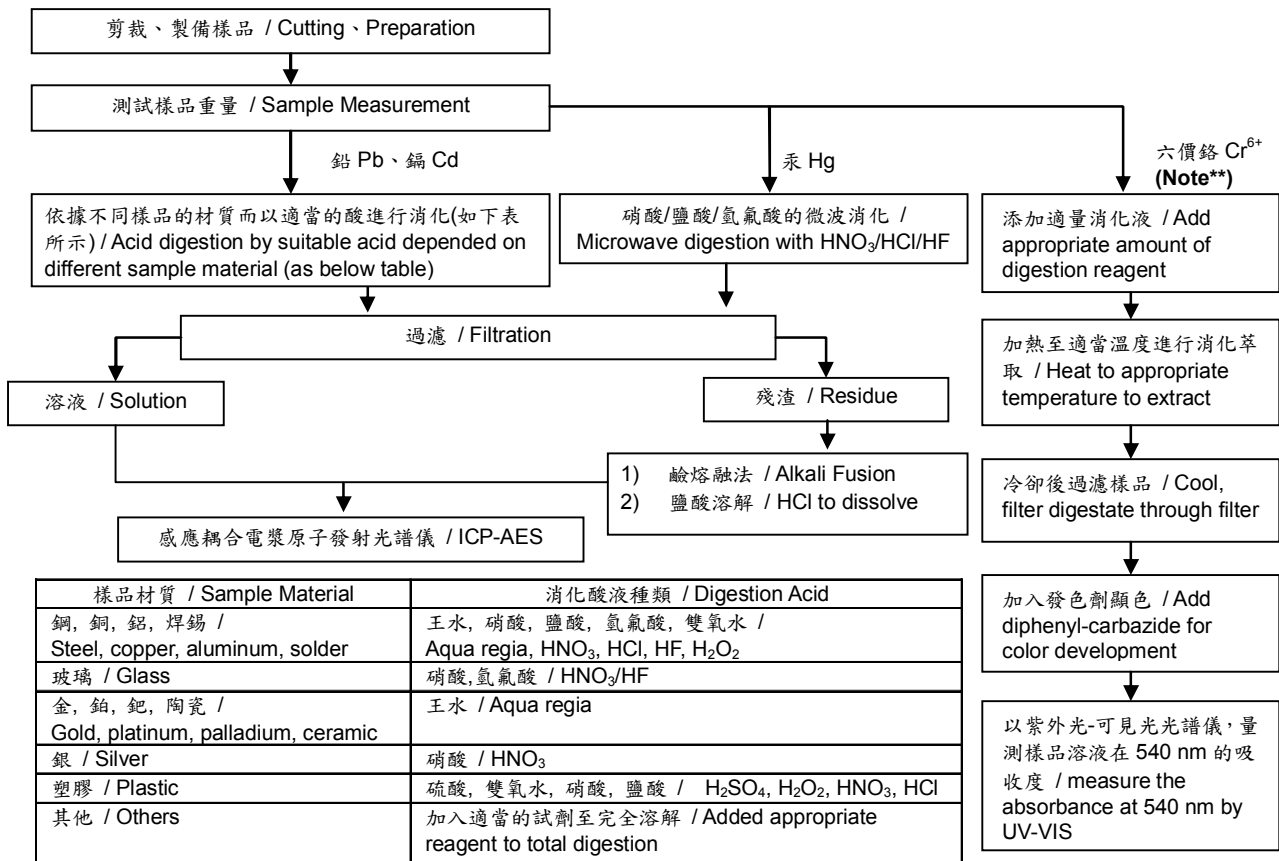 剪裁、製備樣品 / Cutting、Preparation
測試樣品重量 / Sample Measurement
鉛 Pb、鎘 Cd
汞 Hg
六價鉻 Cr⁶⁺
(Note**)
依據不同樣品的材質而以適當的酸進行消化(如下表
所示) / Acid digestion by suitable acid depended on
different sample material (as below table)
硝酸/鹽酸/氫氟酸的微波消化 /
Microwave digestion with HNO₃/HCl/HF
添加適量消化液 / Add
appropriate amount of
digestion reagent
過濾 / Filtration
加熱至適當溫度進行消化萃
取 / Heat to appropriate
temperature to extract
溶液 / Solution
殘渣 / Residue
1) 鹼熔融法 / Alkali Fusion
2) 鹽酸溶解 / HCl to dissolve
冷卻後過濾樣品 / Cool,
filter digestate through filter
感應耦合電漿原子發射光譜儀 / ICP-AES
加入發色劑顯色 / Add
diphenyl-carbazide for
color development
以紫外光-可見光光譜儀，量
測樣品溶液在 540 nm 的吸
收度 / measure the
absorbance at 540 nm by
UV-VIS
樣品材質 / Sample Material 消化酸液種類 / Digestion Acid
鋼, 銅, 鋁, 焊錫 / 王水, 硝酸, 鹽酸, 氫氟酸, 雙氧水 /
Steel, copper, aluminum, solder Aqua regia, HNO₃, HCl, HF, H₂O₂
玻璃 / Glass 硝酸,氫氟酸 / HNO₃/HF
金, 鉑, 鈀, 陶瓷 / 王水 / Aqua regia
Gold, platinum, palladium, ceramic
銀 / Silver 硝酸 / HNO₃
塑膠 / Plastic 硫酸, 雙氧水, 硝酸, 鹽酸 / H₂SO₄, H₂O₂, HNO₃, HCl
其他 / Others 加入適當的試劑至完全溶解 / Added appropriate
reagent to total digestion